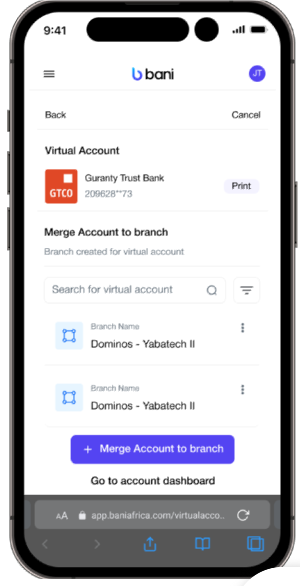 9:41
bani
JT
Back
Cancel
Virtual Account
Guranty Trust Bank
GTCO
209628**73
Print
Merge Account to branch
Branch created for virtual account
Search for virtual account
Branch Name
Dominos - Yabatech II
Branch Name
Dominos - Yabatech II
+ Merge Account to branch
Go to account dashboard
AA app.baniafrica.com/virtualacco..